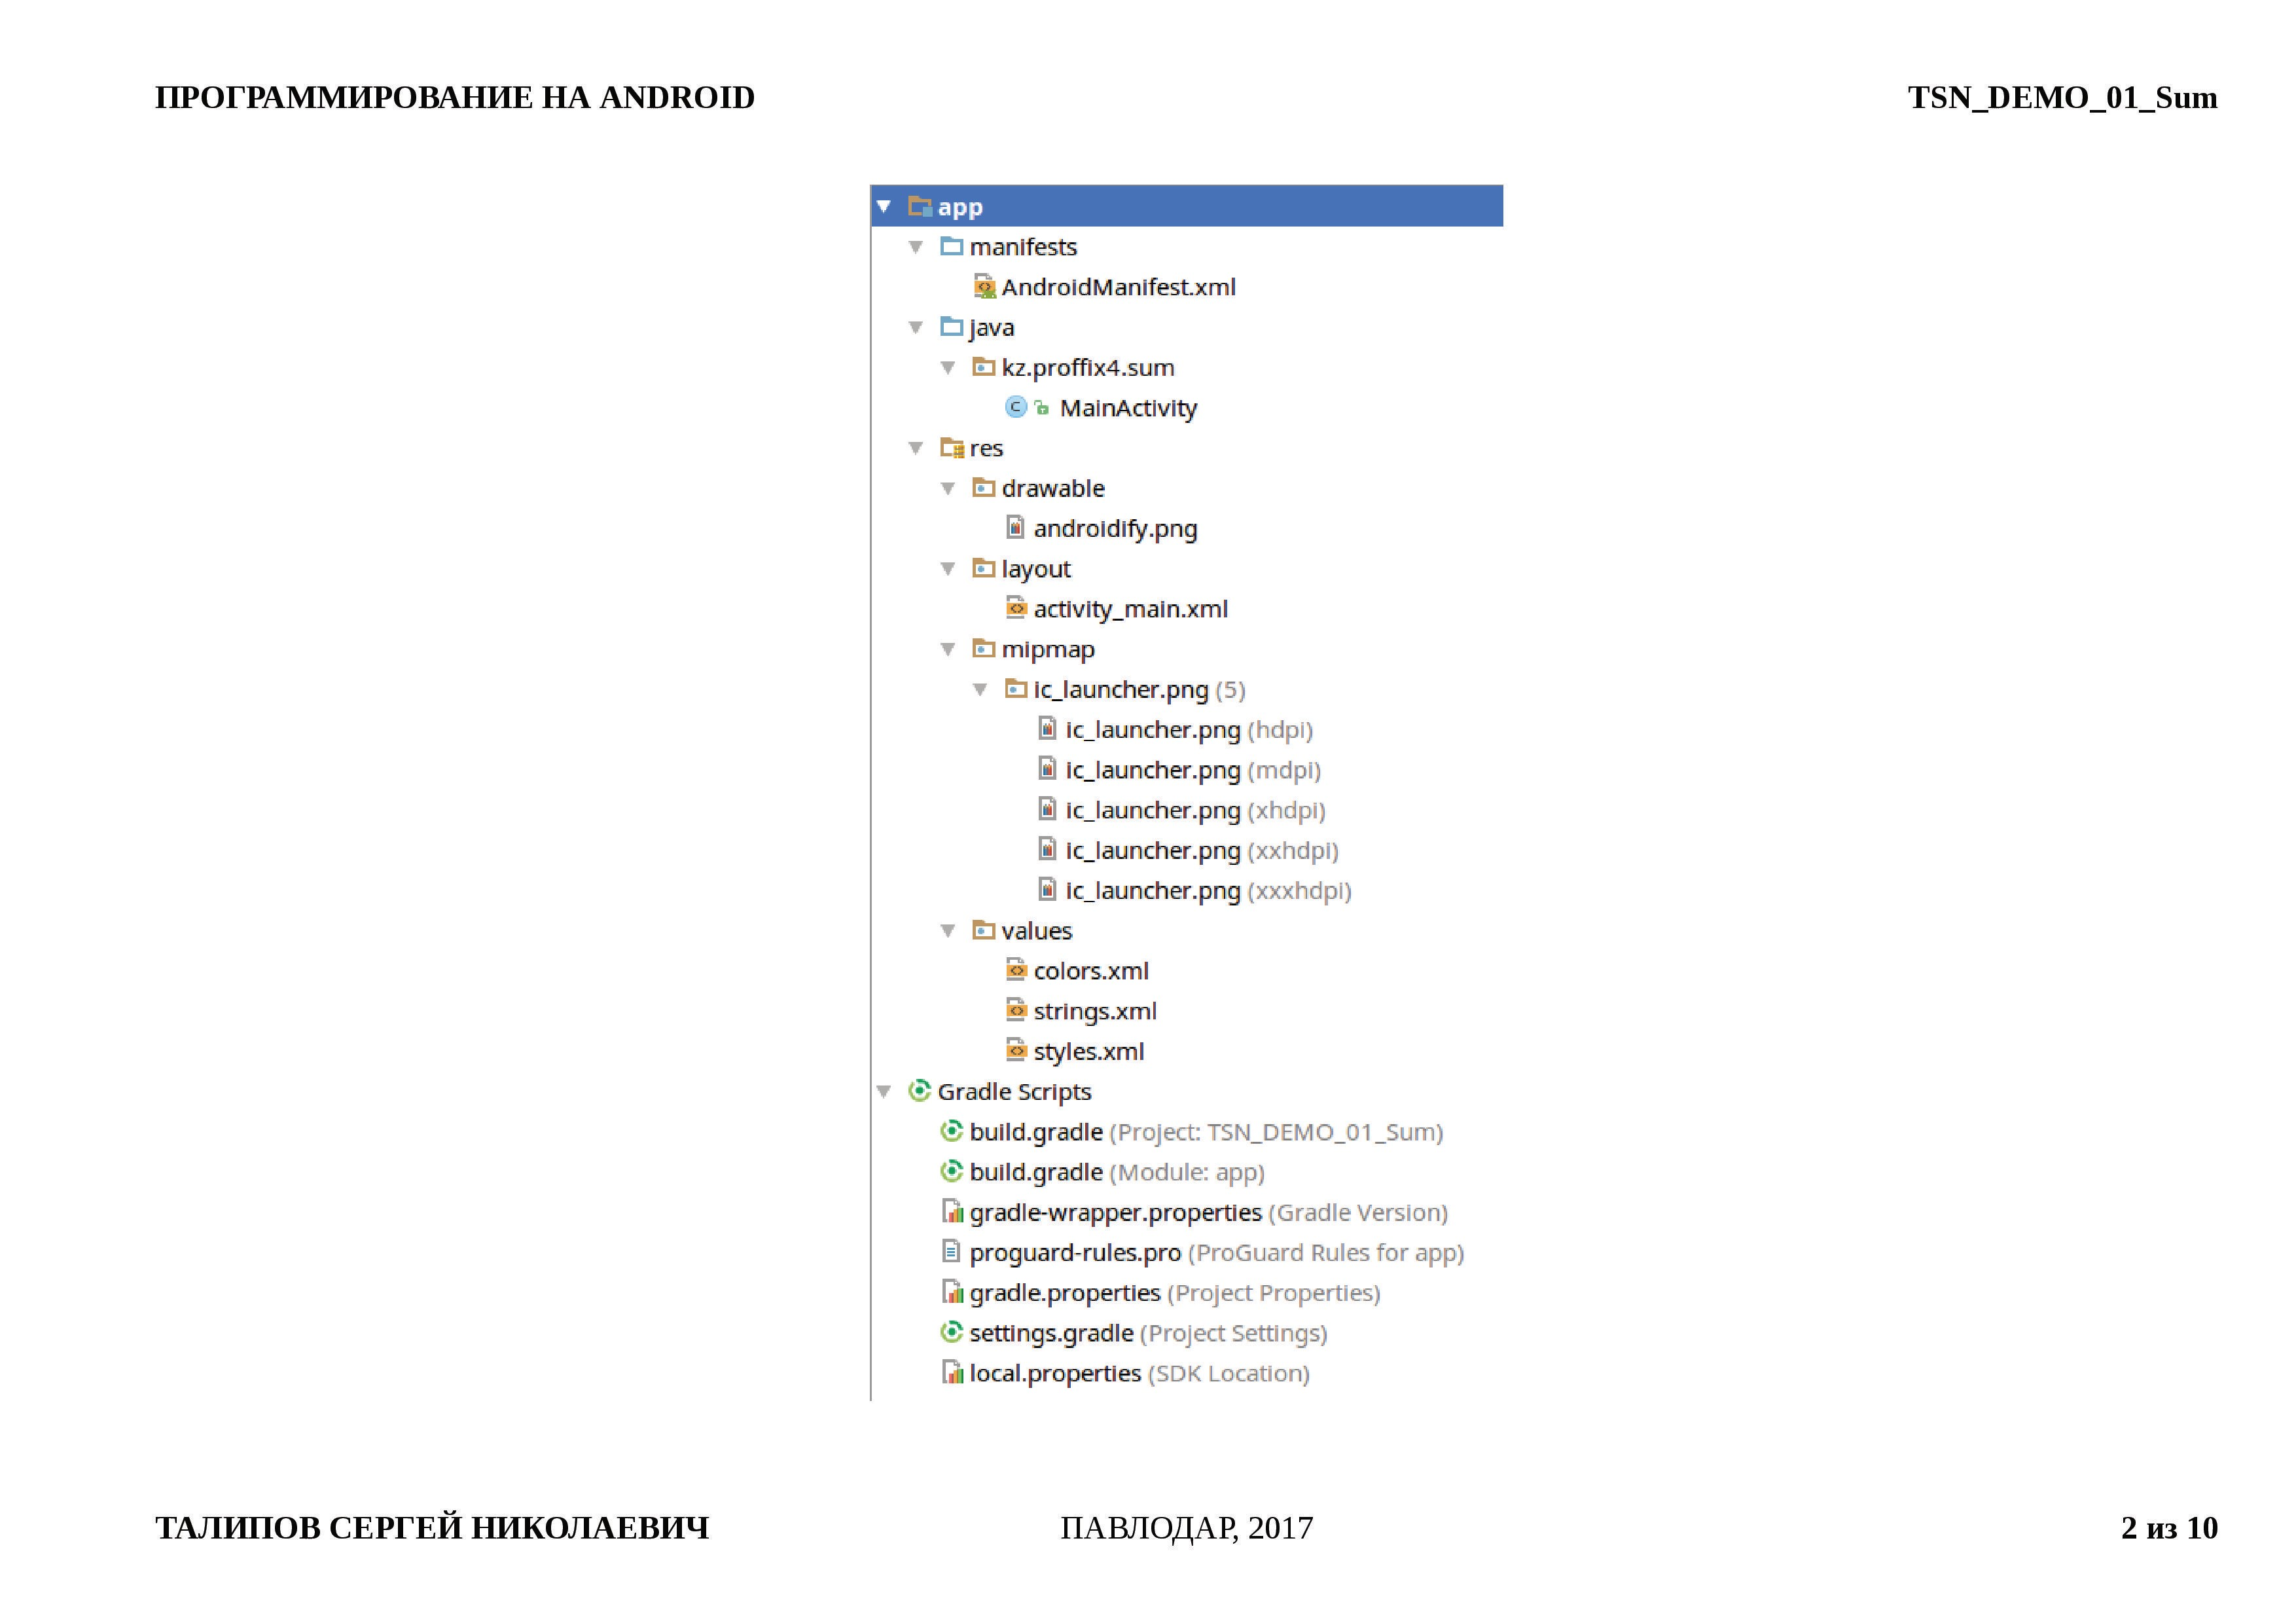 ПРОГРАММИРОВАНИЕ НА ANDROID TSN_DEMO_01_Sum
app
manifests
AndroidManifest.xml
java
kz.proffix4.sum
MainActivity
res
drawable
androidify.png
layout
activity_main.xml
mipmap
ic_launcher.png (5)
ic_launcher.png (hdpi)
ic_launcher.png (mdpi)
ic_launcher.png (xhdpi)
ic_launcher.png (xxhdpi)
ic_launcher.png (xxxhdpi)
values
colors.xml
strings.xml
styles.xml
Gradle Scripts
build.gradle (Project: TSN_DEMO_01_Sum)
build.gradle (Module: app)
gradle-wrapper.properties (Gradle Version)
proguard-rules.pro (ProGuard Rules for app)
gradle.properties (Project Properties)
settings.gradle (Project Settings)
local.properties (SDK Location)
ТАЛИПОВ СЕРГЕЙ НИКОЛАЕВИЧ ПАВЛОДАР, 2017 2 из 10